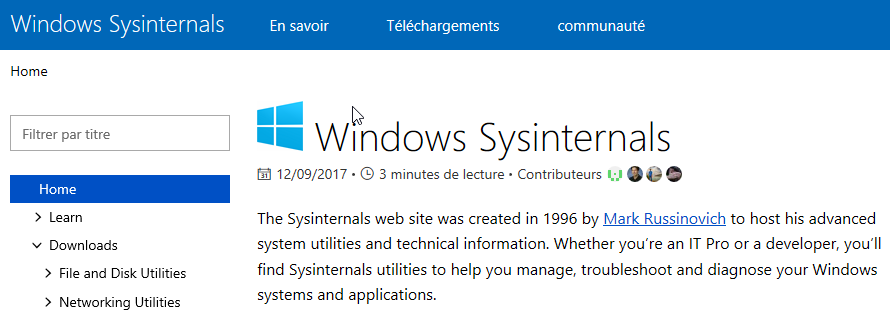 Windows Sysinternals En savoir Téléchargements communauté
Home
Filtrer par titre
Home
Learn
Downloads
File and Disk Utilities
Networking Utilities
Windows Sysinternals
12/09/2017 • 3 minutes de lecture • Contributeurs
The Sysinternals web site was created in 1996 by Mark Russinovich to host his advanced
system utilities and technical information. Whether you're an IT Pro or a developer, you'll
find Sysinternals utilities to help you manage, troubleshoot and diagnose your Windows
systems and applications.